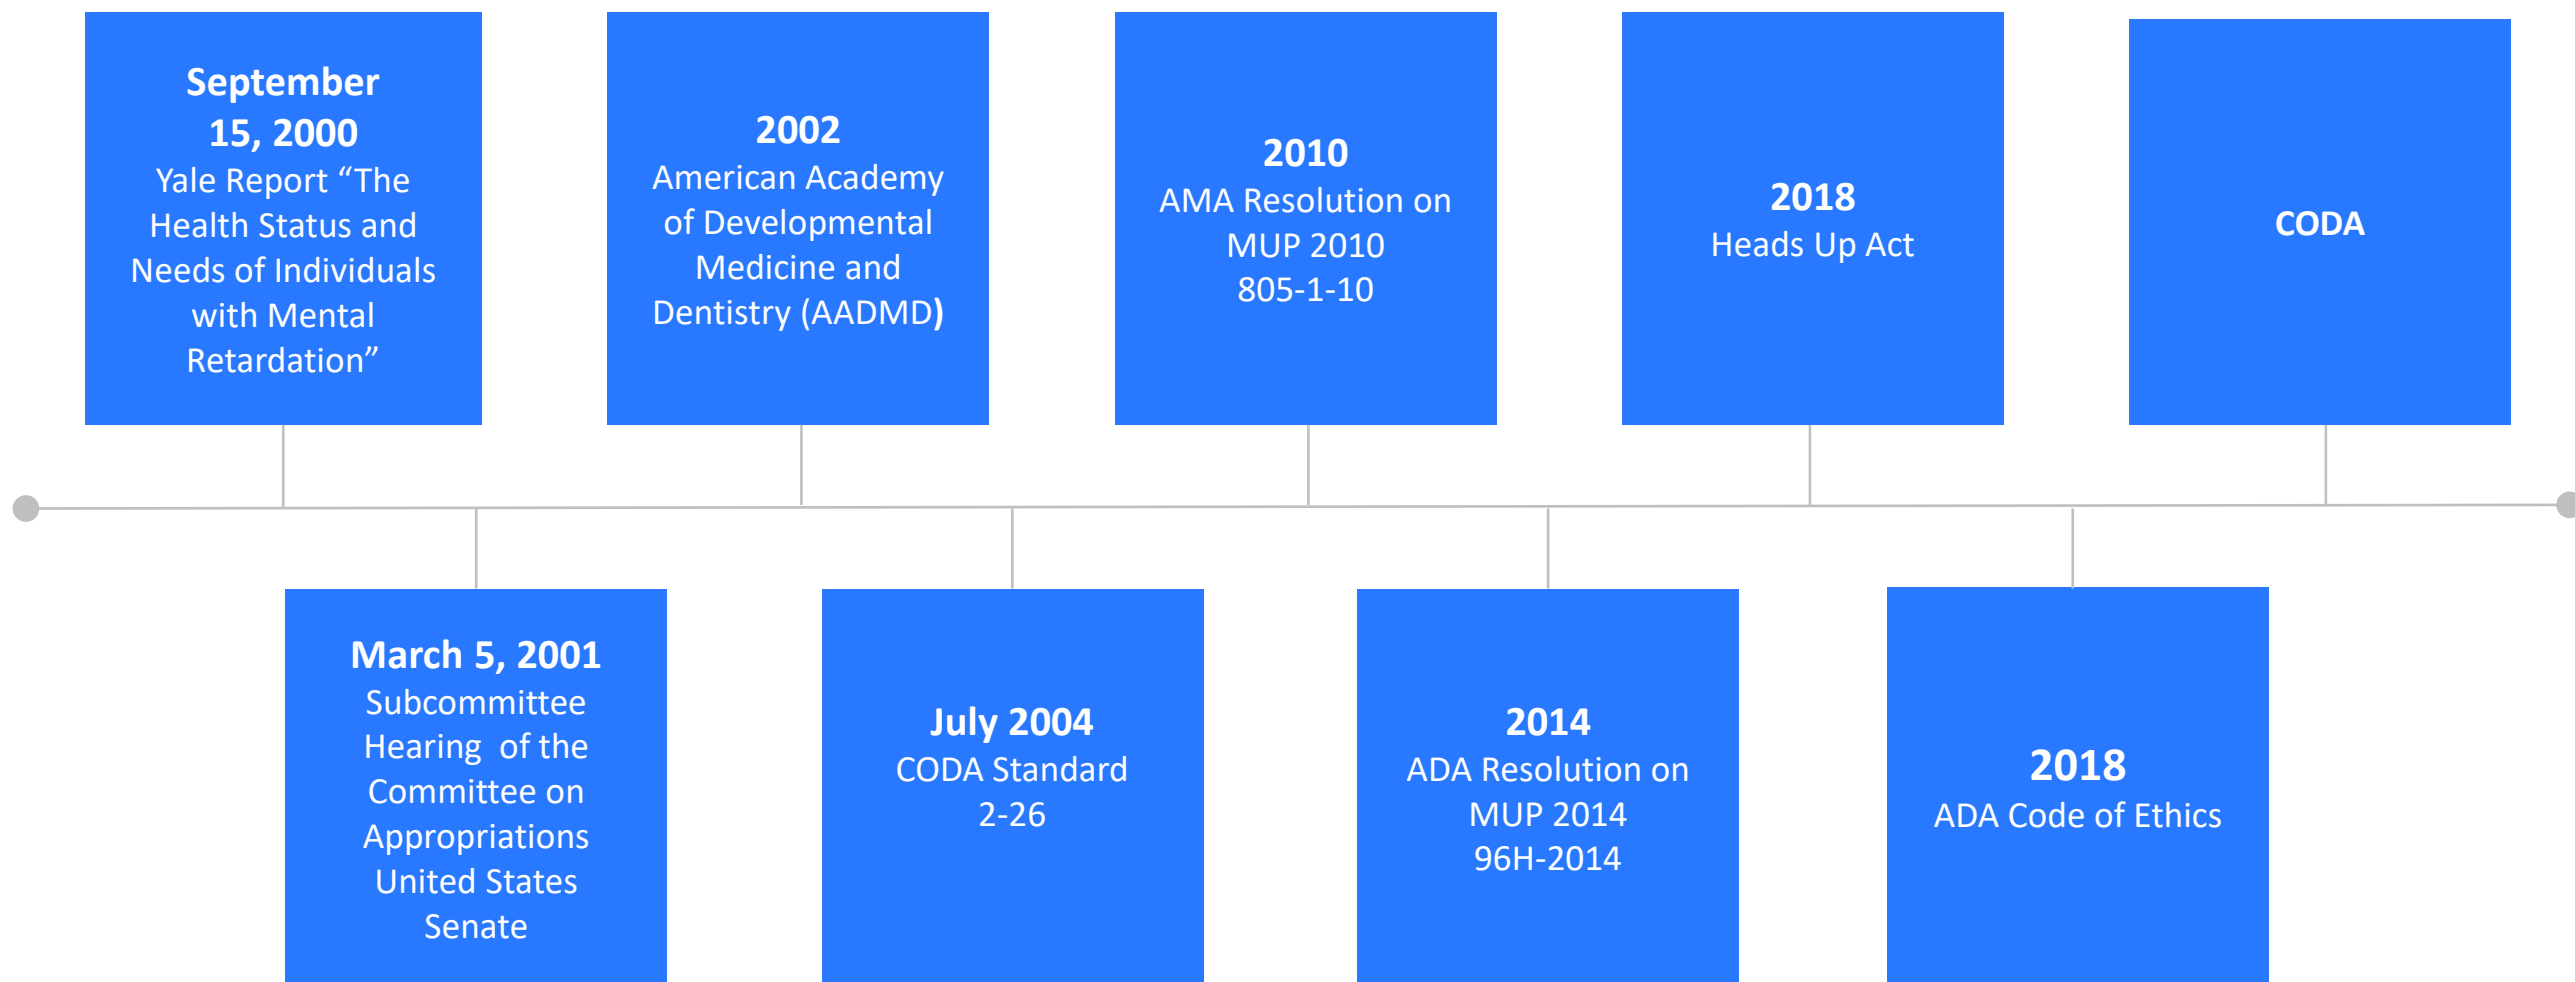 September
15, 2000
Yale Report “The
Health Status and
Needs of Individuals
with Mental
Retardation”
March 5, 2001
Subcommittee
Hearing  of the
Committee on
Appropriations
United States
Senate
2002
American Academy
of Developmental
Medicine and
Dentistry (AADMD)
July 2004
CODA Standard
2-26
2010
AMA Resolution on
MUP 2010
805-1-10
2014
ADA Resolution on
MUP 2014
96H-2014
2018
Heads Up Act
2018
ADA Code of Ethics
CODA